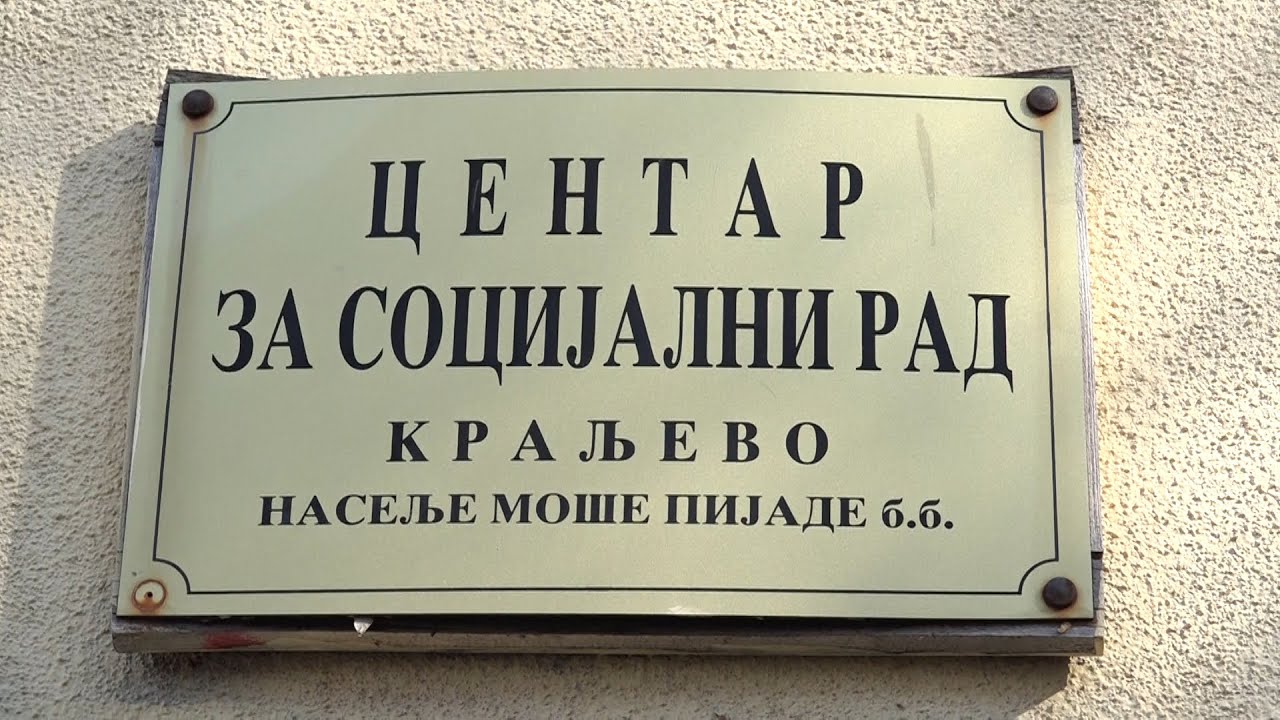 ЦЕНТАР
ЗА СОЦИЈАЛНИ РАД
КРАЉЕВО
НАСЕЉЕ МОШЕ ПИЈАДЕ б.б.